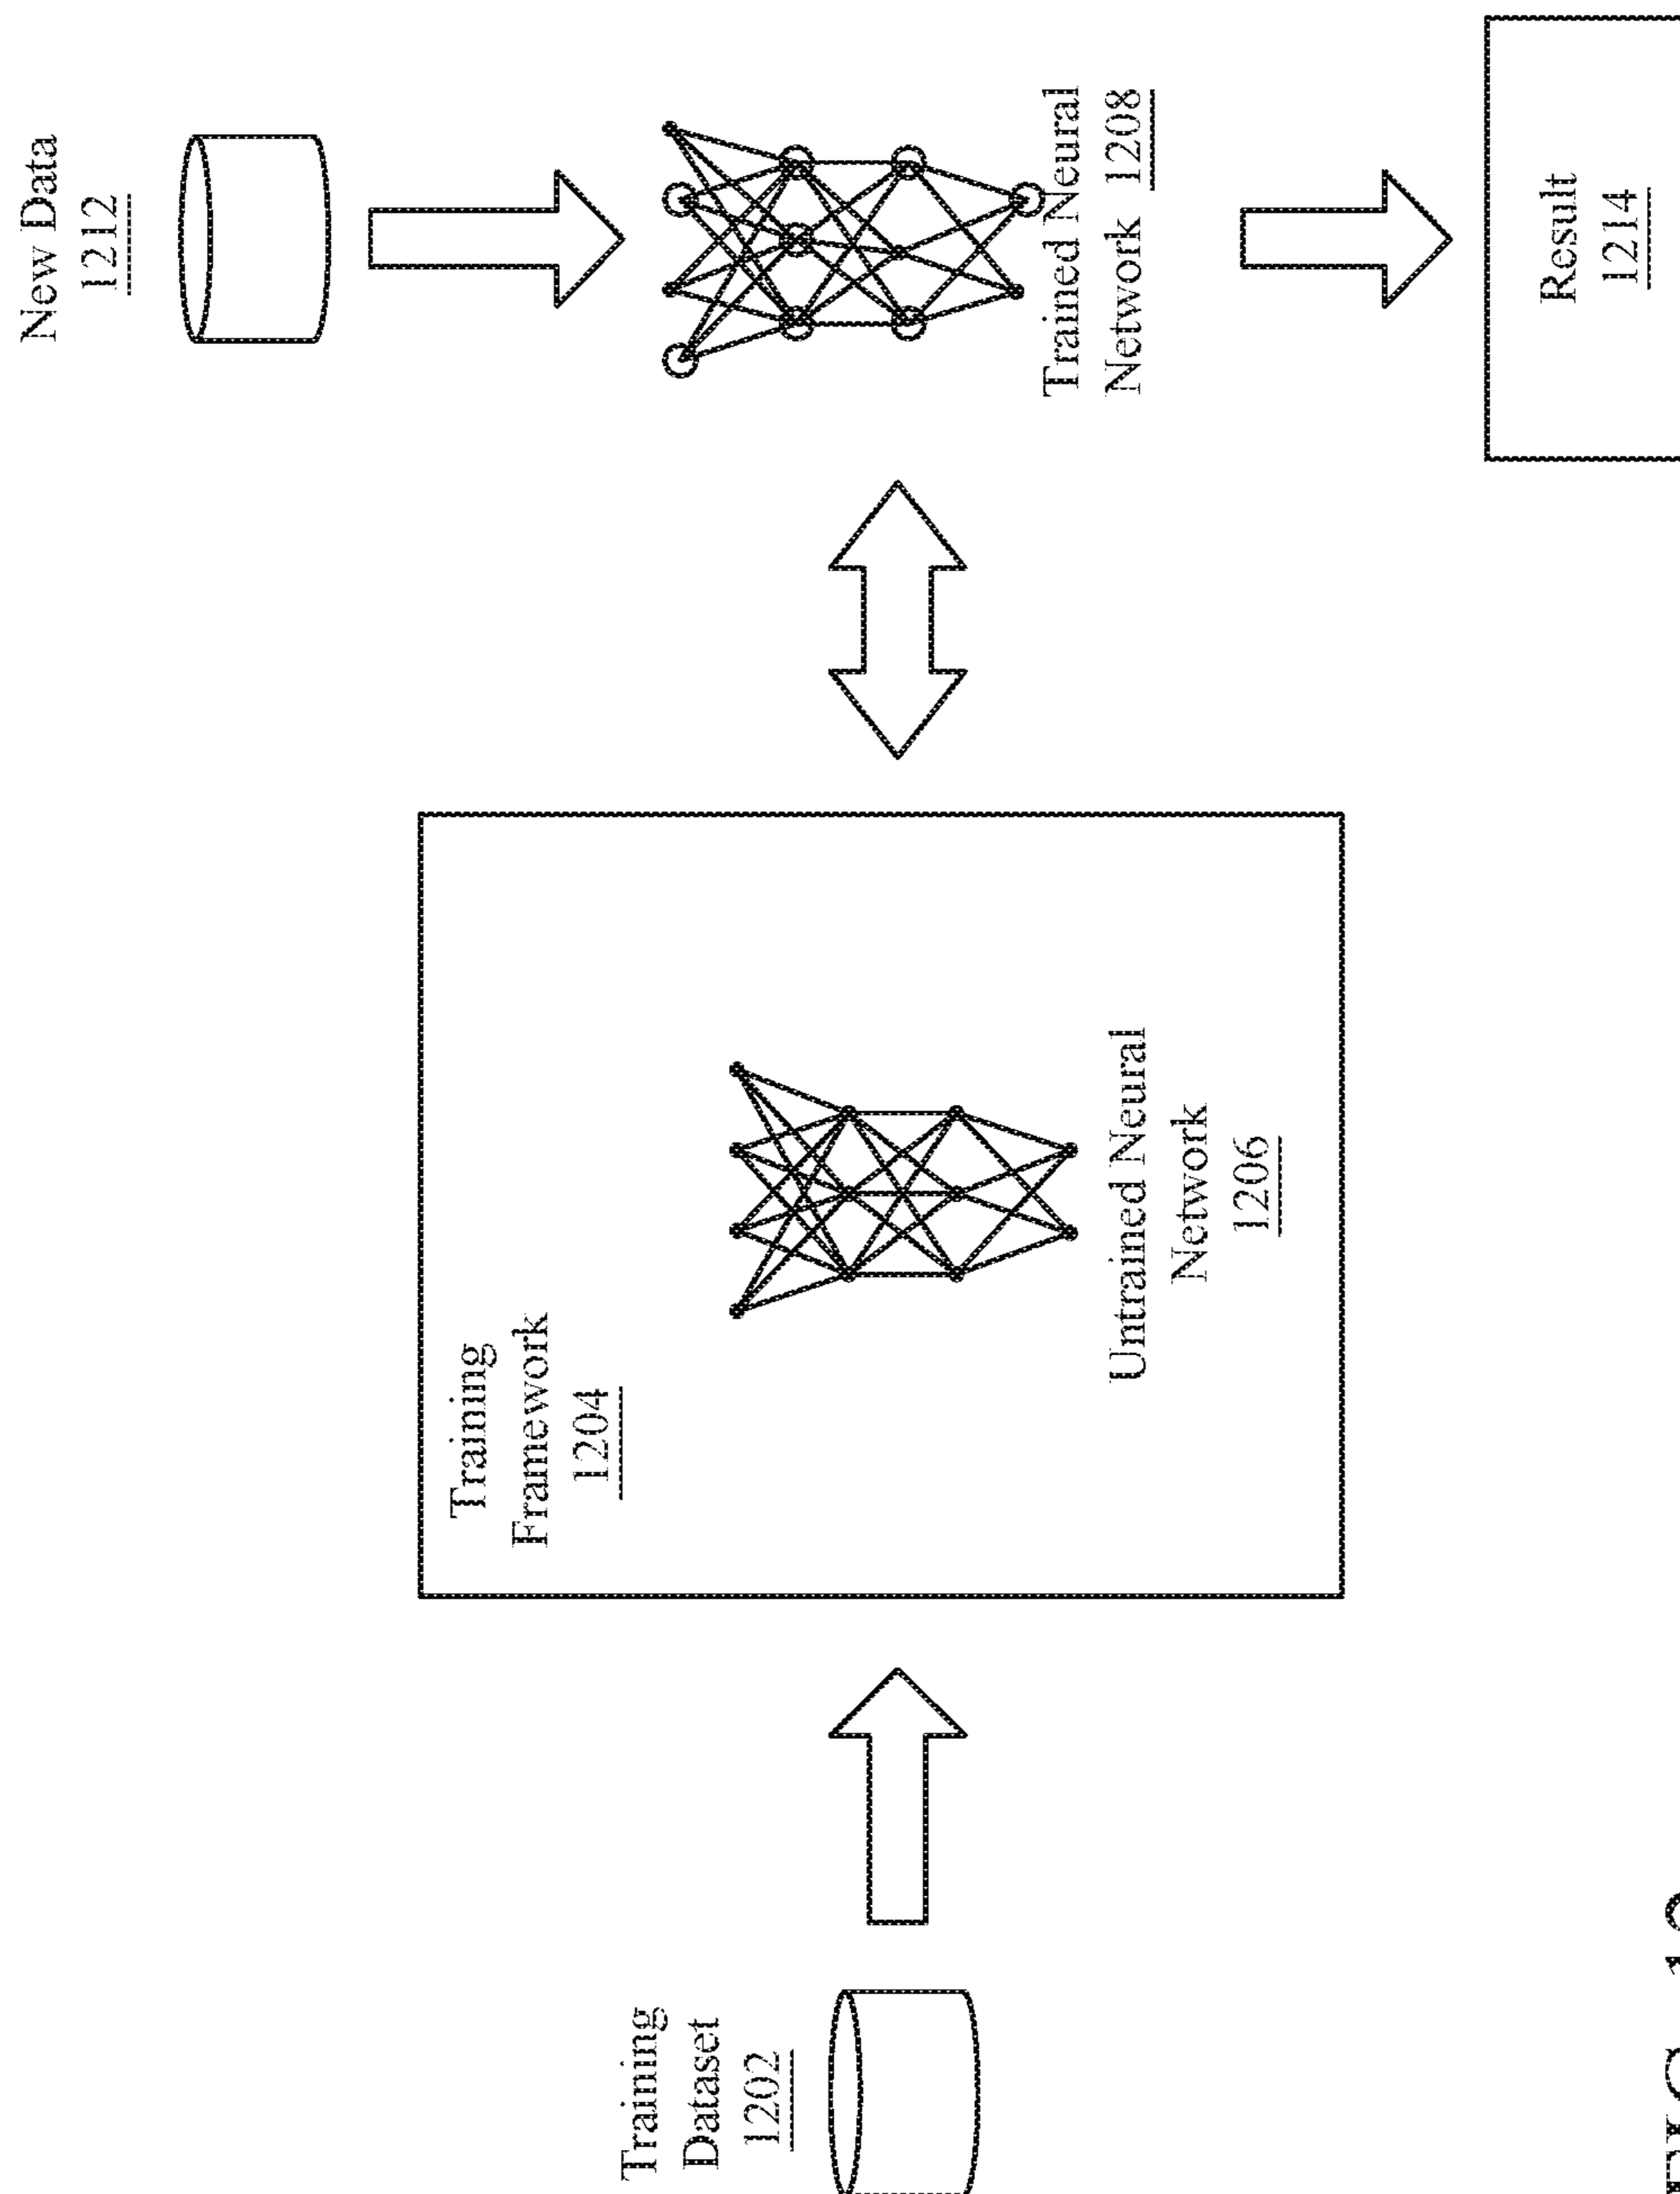 Training
Dataset
1202
Training
Framework
1204
Untrained Neural
Network
1206
New Data
1212
Trained Neural
Network 1208
Result
1214